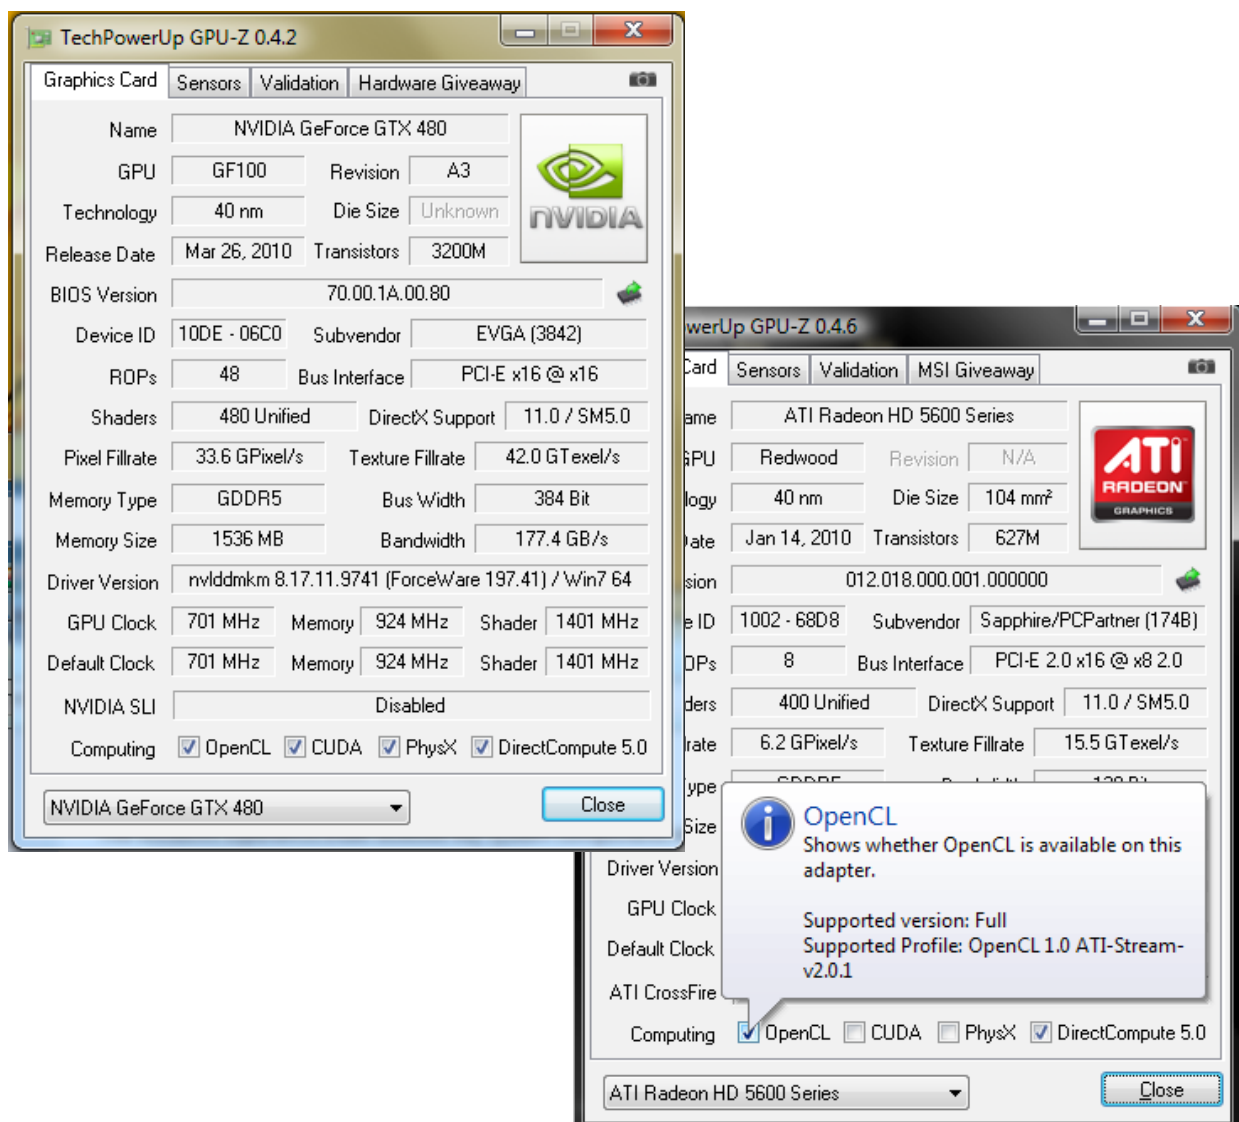 TechPowerUp GPU-Z 0.4.2
Graphics Card Sensors Validation Hardware Giveaway
Name NVIDIA GeForce GTX 480
GPU GF100 Revision A3
Technology 40 nm Die Size Unknown
NVIDIA
Release Date Mar 26, 2010 Transistors 3200M
BIOS Version 70.00.1A.00.80
Device ID 10DE - 06C0 Subvendor EVGA (3842)
ROPs 48 Bus Interface PCI-E x16 @ x16
Shaders 480 Unified DirectX Support 11.0 / SM5.0
Pixel Fillrate 33.6 GPixel/s Texture Fillrate 42.0 GTexel/s
Memory Type GDDR5 Bus Width 384 Bit
Memory Size 1536 MB Bandwidth 177.4 GB/s
Driver Version nvlddmkm 8.17.11.9741 (ForceWare 197.41) / Win7 64
GPU Clock 701 MHz Memory 924 MHz Shader 1401 MHz
Default Clock 701 MHz Memory 924 MHz Shader 1401 MHz
NVIDIA SLI Disabled
Computing OpenCL CUDA PhysX DirectCompute 5.0
NVIDIA GeForce GTX 480 Close
werUp GPU-Z 0.4.6
Card Sensors Validation MSI Giveaway
ame ATI Radeon HD 5600 Series
GPU Redwood Revision N/A
ATI
RADEON
GRAPHICS
logy 40 nm Die Size 104 mm²
ate Jan 14, 2010 Transistors 627M
sion 012.018.000.001.000000
e ID 1002 - 68D8 Subvendor Sapphire/PCPartner (174B)
OPs 8 Bus Interface PCI-E 2.0 x16 @ x8 2.0
ders 400 Unified DirectX Support 11.0 / SM5.0
rate 6.2 GPixel/s Texture Fillrate 15.5 GTexel/s
ype
Size
OpenCL
Shows whether OpenCL is available on this
adapter.
Supported version: Full
Supported Profile: OpenCL 1.0 ATI-Stream-
v2.0.1
Driver Version
GPU Clock
Default Clock
ATI CrossFire
Computing OpenCL CUDA PhysX DirectCompute 5.0
ATI Radeon HD 5600 Series Close